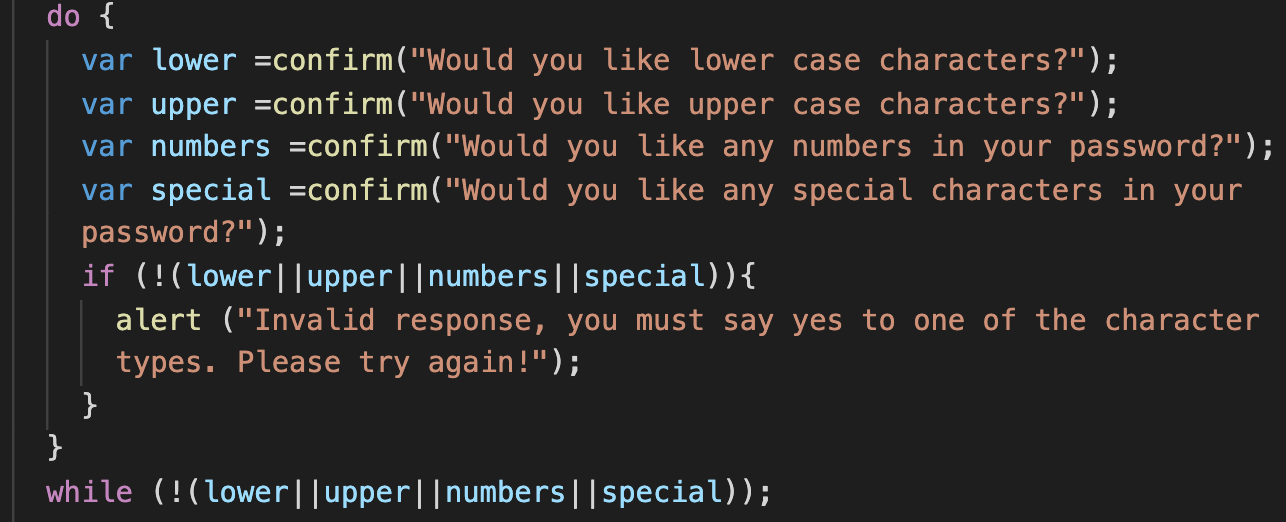 do {
var lower =confirm("Would you like lower case characters?");
var upper =confirm("Would you like upper case characters?");
var numbers =confirm("Would you like any numbers in your password?");
var special =confirm("Would you like any special characters in your
password?");
if (!(lower||upper||numbers||special)){
alert ("Invalid response, you must say yes to one of the character
types. Please try again!");
}
}
while (!(lower||upper||numbers||special));